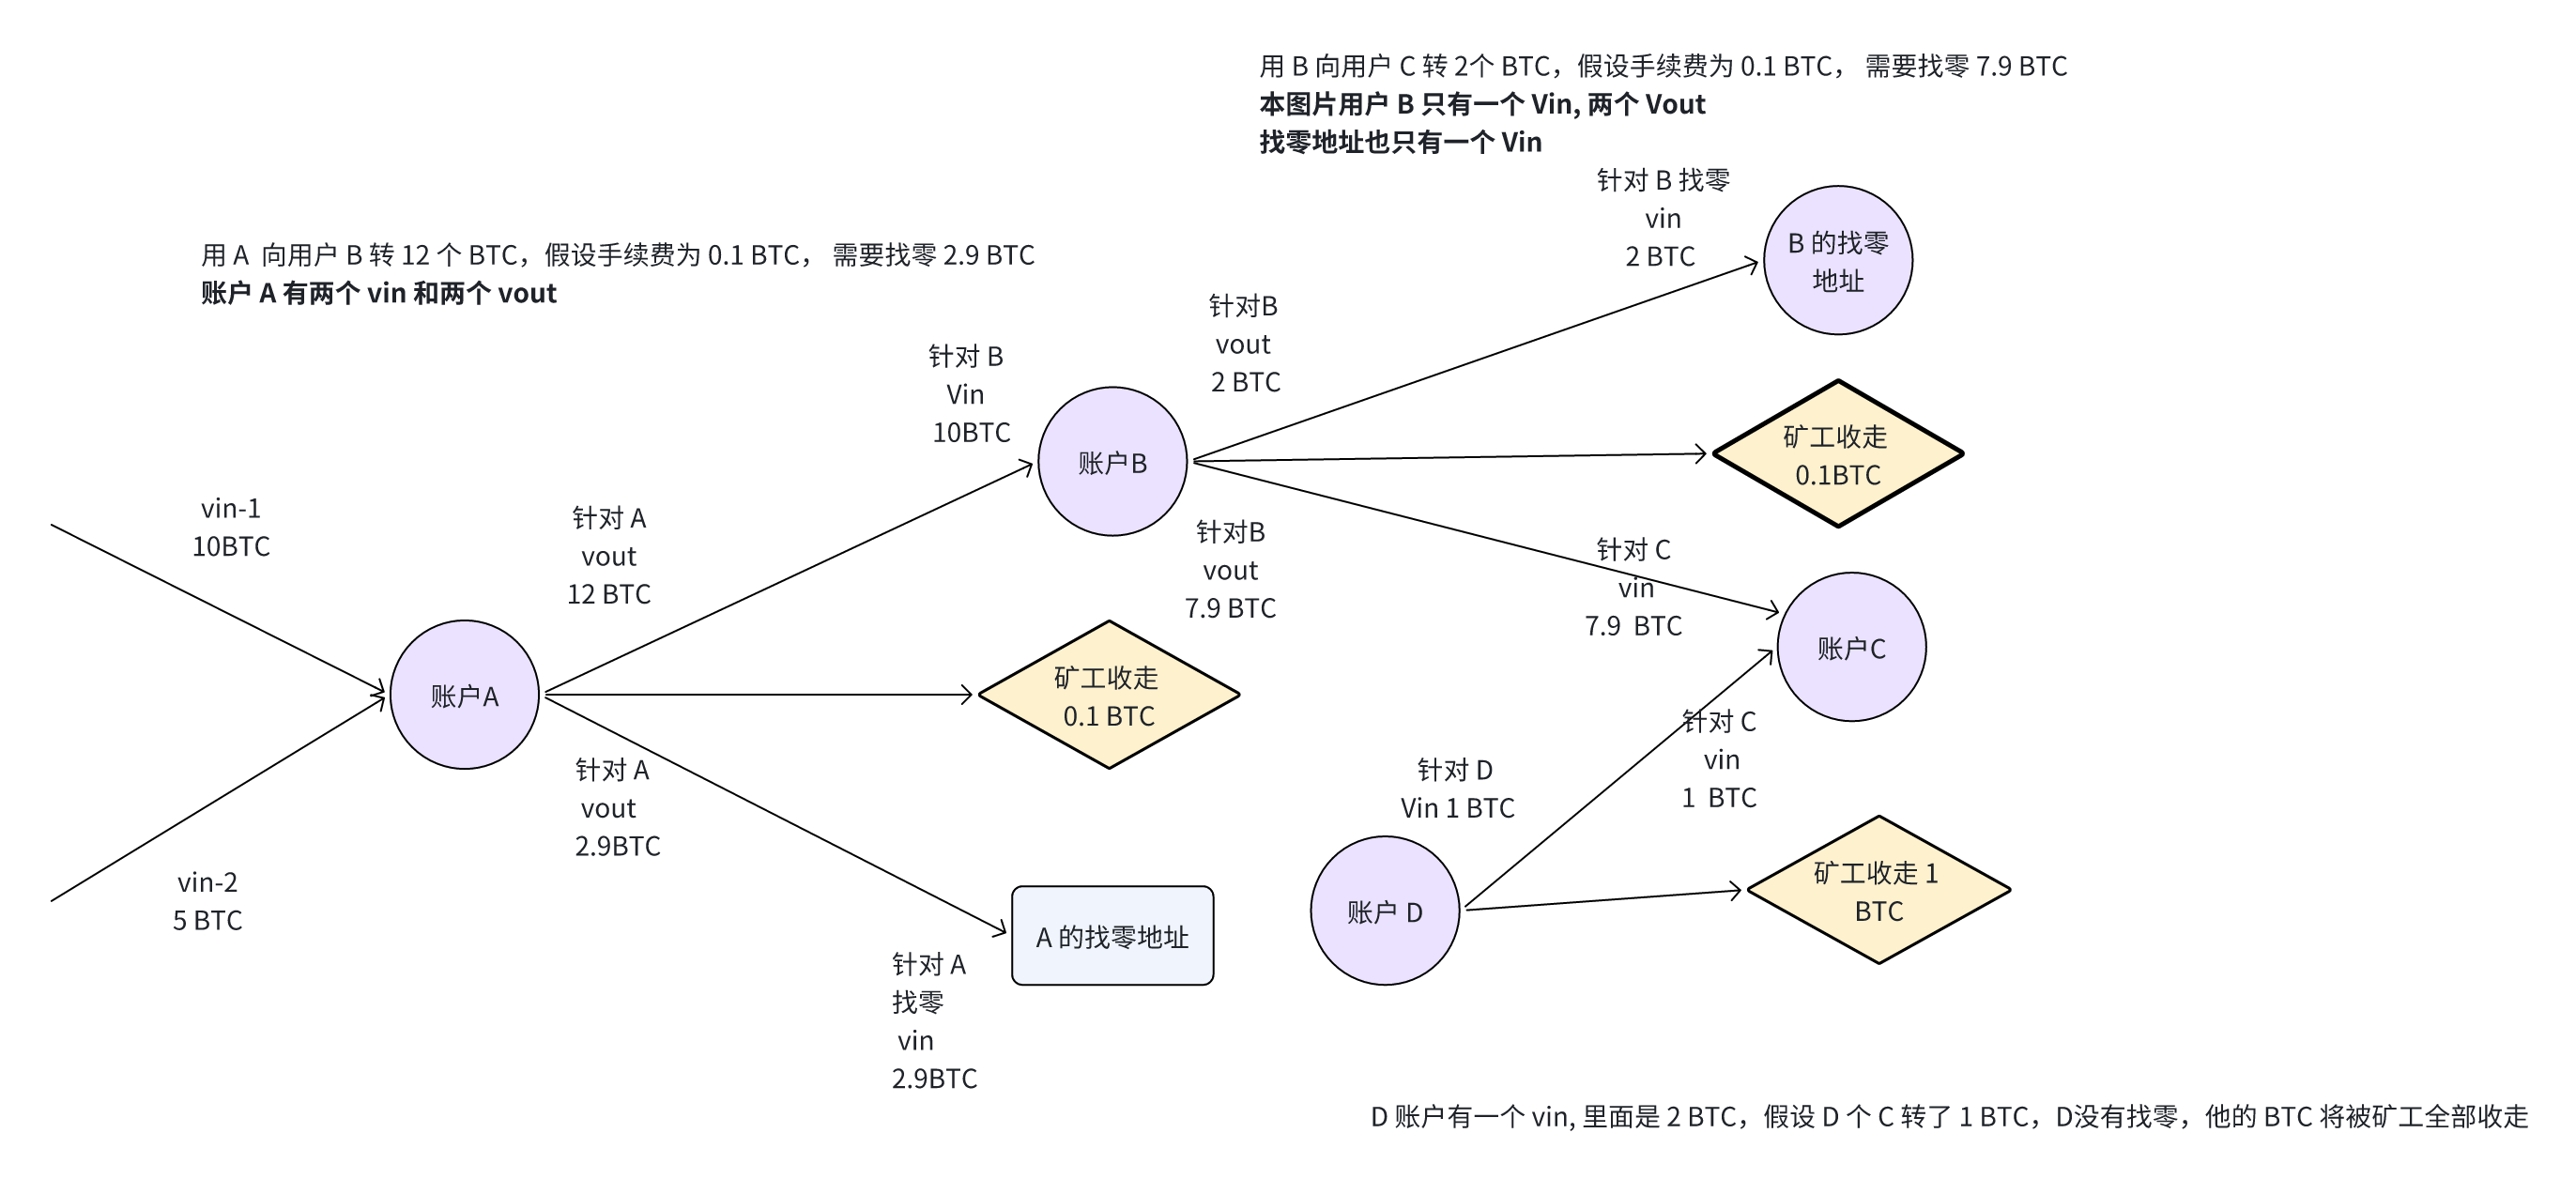 用 B 向用户 C 转 2个 BTC，假设手续费为 0.1 BTC， 需要找零 7.9 BTC
本图片用户 B 只有一个 Vin, 两个 Vout
找零地址也只有一个 Vin
用 A 向用户 B 转 12 个 BTC，假设手续费为 0.1 BTC， 需要找零 2.9 BTC
账户 A 有两个 vin 和两个 vout
vin-1
10BTC
vin-2
5 BTC
账户A
针对 A
vout
12 BTC
针对 A
vout
2.9BTC
针对 B
Vin
10BTC
账户B
矿工收走
0.1 BTC
针对 A
找零
vin
2.9BTC
A 的找零地址
针对B
vout
2 BTC
针对B
vout
7.9 BTC
针对 B 找零
vin
2 BTC
B 的找零
地址
矿工收走
0.1BTC
针对 C
vin
7.9 BTC
账户C
针对 C
vin
1 BTC
针对 D
Vin 1 BTC
账户 D
矿工收走 1
BTC
D 账户有一个 vin, 里面是 2 BTC，假设 D 个 C 转了 1 BTC，D没有找零，他的 BTC 将被矿工全部收走